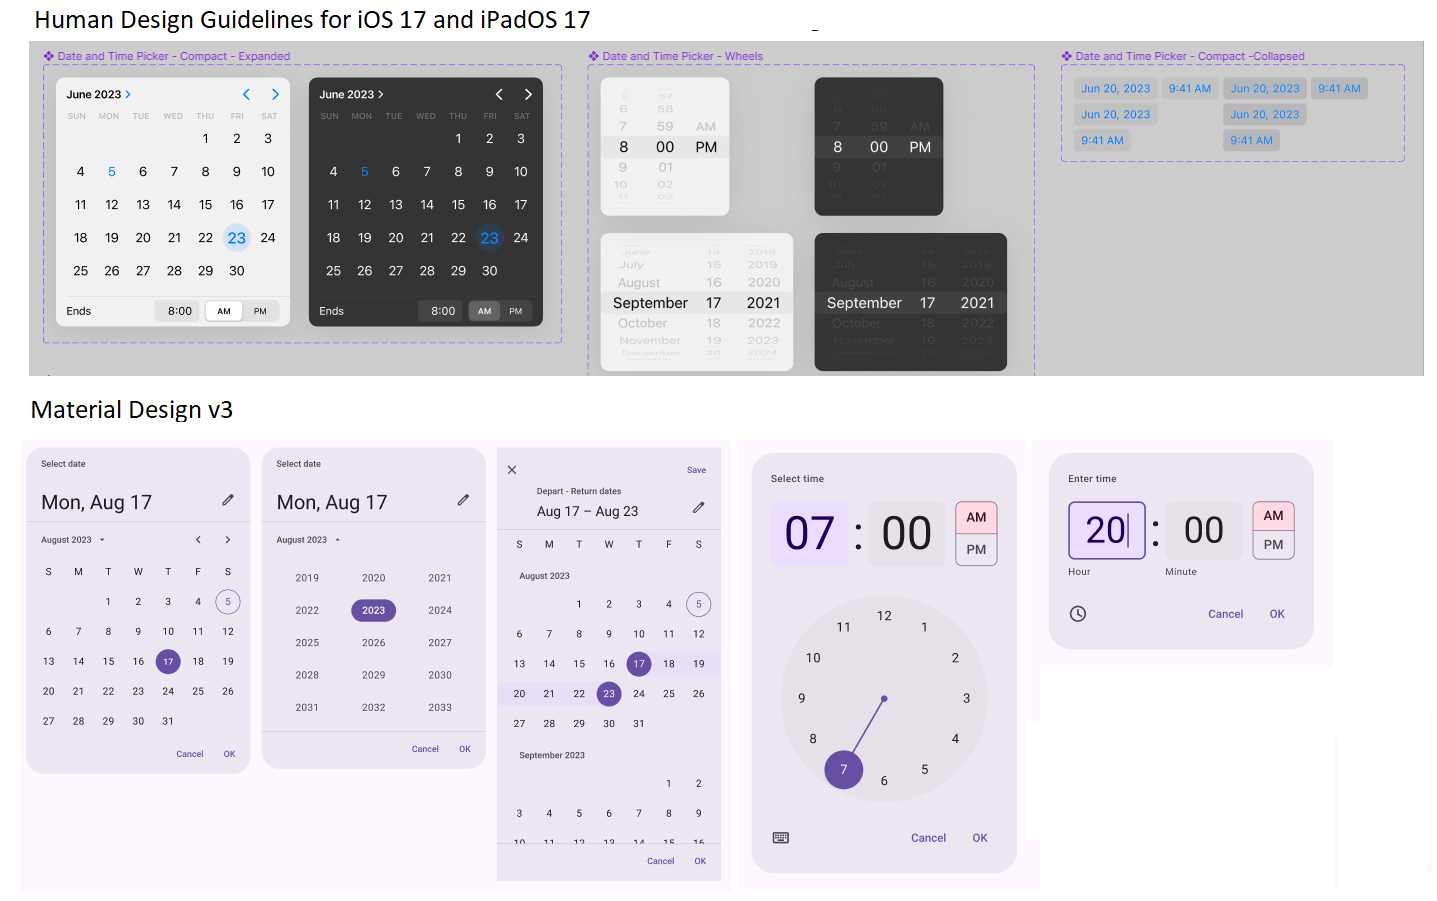 Human Design Guidelines for iOS 17 and iPadOS 17
Date and Time Picker - Compact - Expanded
June 2023
SUN MON TUE WED THU FRI SAT
1 2 3
4 5 6 7 8 9 10
11 12 13 14 15 16 17
18 19 20 21 22 23 24
25 26 27 28 29 30
Ends 8:00 AM PM
June 2023
SUN MON TUE WED THU FRI SAT
1 2 3
4 5 6 7 8 9 10
11 12 13 14 15 16 17
18 19 20 21 22 23 24
25 26 27 28 29 30
Ends 8:00 AM PM
Date and Time Picker - Wheels
57
6 58
7 59 AM
8 00 PM
9 01
10 02
11 03
6 58
7 59 AM
8 00 PM
9 01
10 02
June 14 2018
July 15 2019
August 16 2020
September 17 2021
October 18 2022
November 19 2023
December 20 2024
July 15 2019
August 16 2020
September 17 2021
October 18 2022
November 19 2023
December 20 2024
Date and Time Picker - Compact -Collapsed
Jun 20, 2023 9:41 AM Jun 20, 2023 9:41 AM
Jun 20, 2023 Jun 20, 2023
9:41 AM 9:41 AM
Material Design v3
Select date
Mon, Aug 17
August 2023
S M T W T F S
1 2 3 4 5
6 7 8 9 10 11 12
13 14 15 16 17 18 19
20 21 22 23 24 25 26
27 28 29 30 31
Cancel OK
Select date
Mon, Aug 17
August 2023
2019 2020 2021
2022 2023 2024
2025 2026 2027
2028 2029 2030
2031 2032 2033
Cancel OK
Save
Depart - Return dates
Aug 17 – Aug 23
S M T W T F S
August 2023
1 2 3 4 5
6 7 8 9 10 11 12
13 14 15 16 17 18 19
20 21 22 23 24 25 26
27 28 29 30 31
September 2023
1 2
3 4 5 6 7 8 9
10 11 12 13 14 15 16
Cancel OK
Select time
07 : 00 AM
PM
12
11 1
10 2
9 3
8 4
7 5
6
Cancel OK
Enter time
20 : 00 AM
PM
Hour Minute
Cancel OK